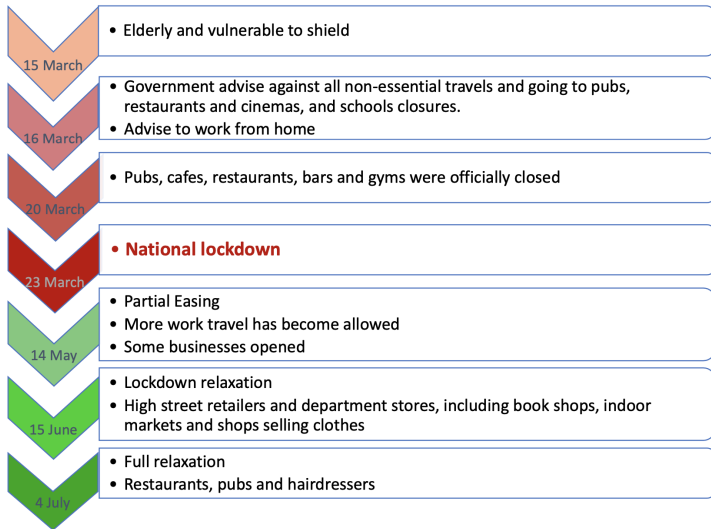 15 March
• Elderly and vulnerable to shield
16 March
• Government advise against all non-essential travels and going to pubs,
restaurants and cinemas, and schools closures.
• Advise to work from home
20 March
• Pubs, cafes, restaurants, bars and gyms were officially closed
23 March
• National lockdown
14 May
• Partial Easing
• More work travel has become allowed
• Some businesses opened
15 June
• Lockdown relaxation
• High street retailers and department stores, including book shops, indoor
markets and shops selling clothes
4 July
• Full relaxation
• Restaurants, pubs and hairdressers